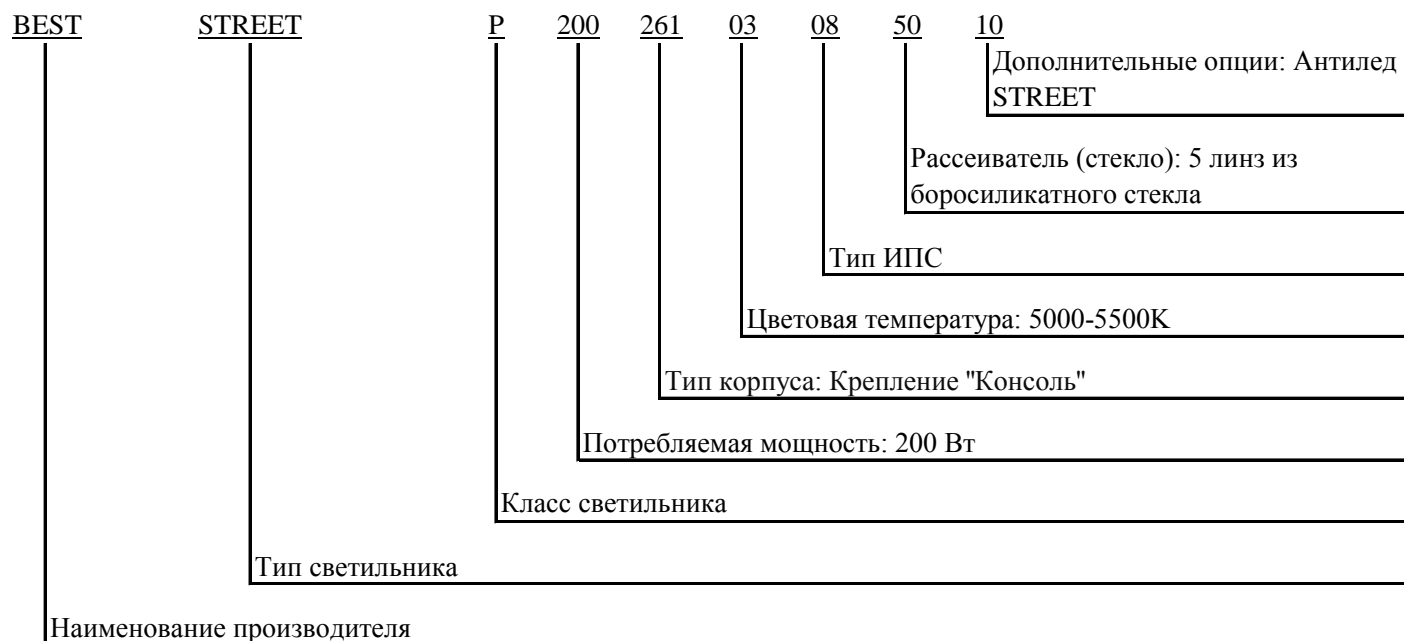 BEST STREET P 200 261 03 08 50 10
Дополнительные опции: Антилед
STREET
Рассеиватель (стекло): 5 линз из
боросиликатного стекла
Тип ИПС
Цветовая температура: 5000-5500K
Тип корпуса: Крепление "Консоль"
Потребляемая мощность: 200 Вт
Класс светильника
Тип светильника
Наименование производителя